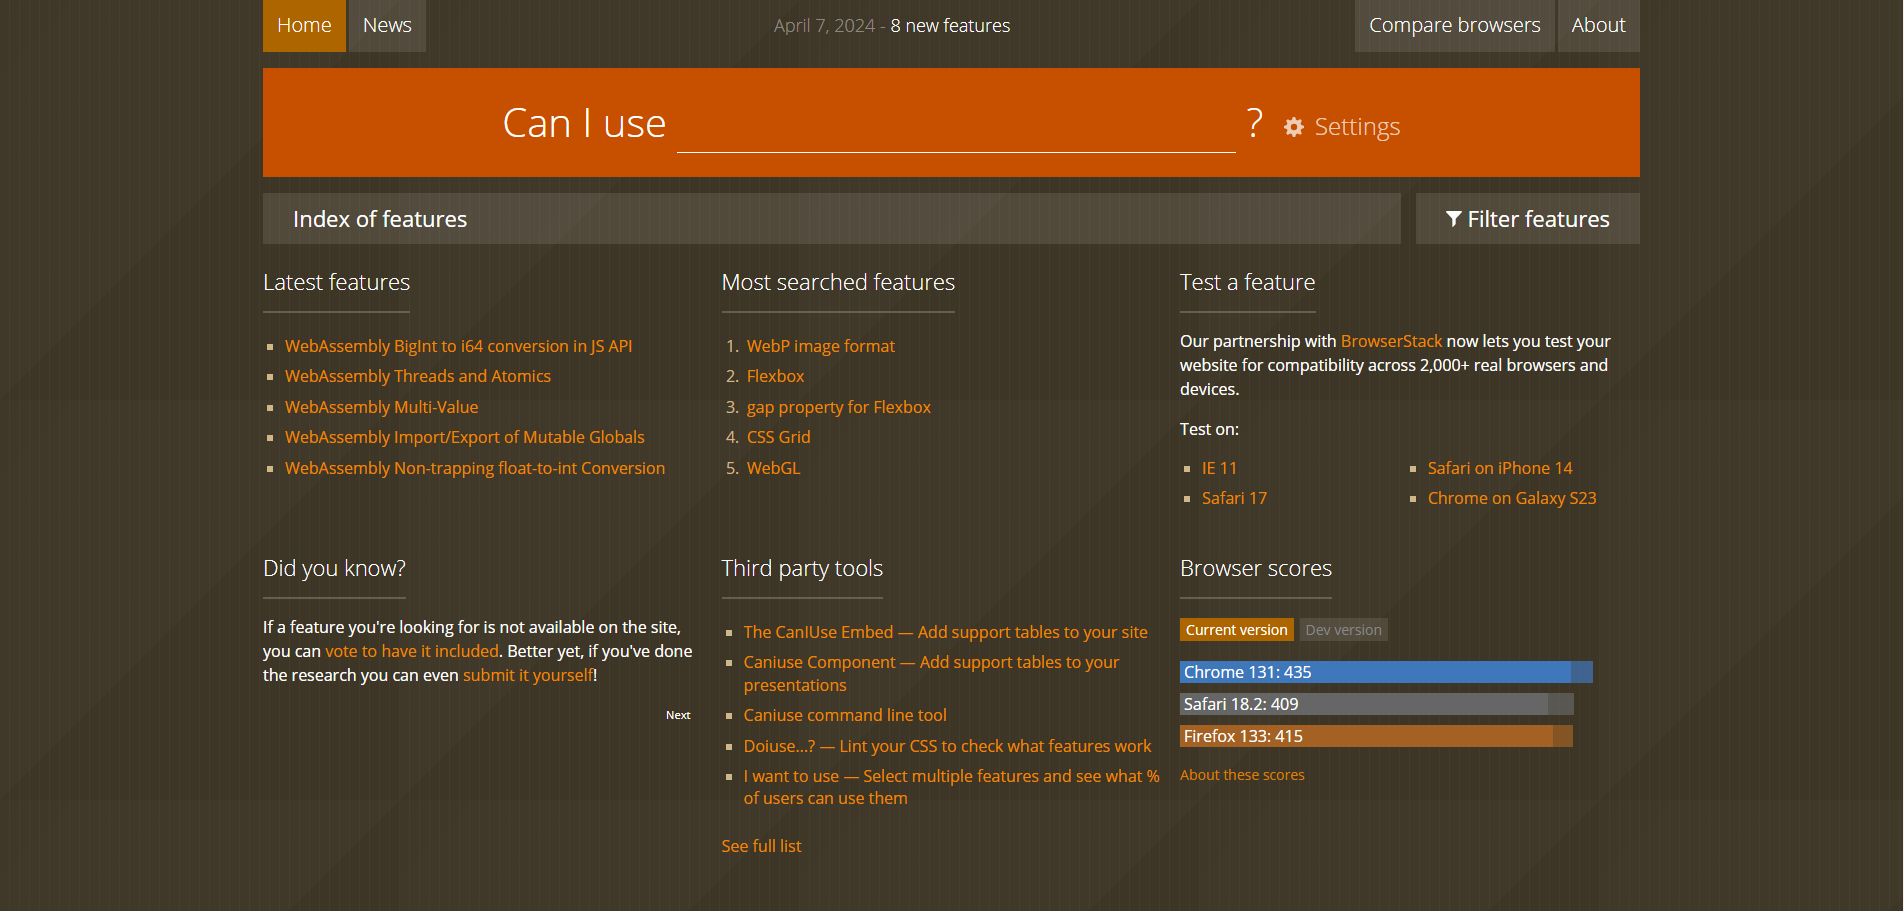 Home
News
April 7, 2024 - 8 new features
Compare browsers
About
Can I use
?
Settings
Index of features
Filter features
Latest features
WebAssembly BigInt to i64 conversion in JS API
WebAssembly Threads and Atomics
WebAssembly Multi-Value
WebAssembly Import/Export of Mutable Globals
WebAssembly Non-trapping float-to-int Conversion
Most searched features
1. WebP image format
2. Flexbox
3. gap property for Flexbox
4. CSS Grid
5. WebGL
Test a feature
Our partnership with BrowserStack now lets you test your
website for compatibility across 2,000+ real browsers and
devices.
Test on:
IE 11
Safari 17
Safari on iPhone 14
Chrome on Galaxy S23
Did you know?
If a feature you're looking for is not available on the site,
you can vote to have it included. Better yet, if you've done
the research you can even submit it yourself!
Next
Third party tools
The CanIUse Embed — Add support tables to your site
Caniuse Component — Add support tables to your
presentations
Caniuse command line tool
Doiuse...? — Lint your CSS to check what features work
I want to use — Select multiple features and see what %
of users can use them
See full list
Browser scores
Current version
Dev version
Chrome 131: 435
Safari 18.2: 409
Firefox 133: 415
About these scores